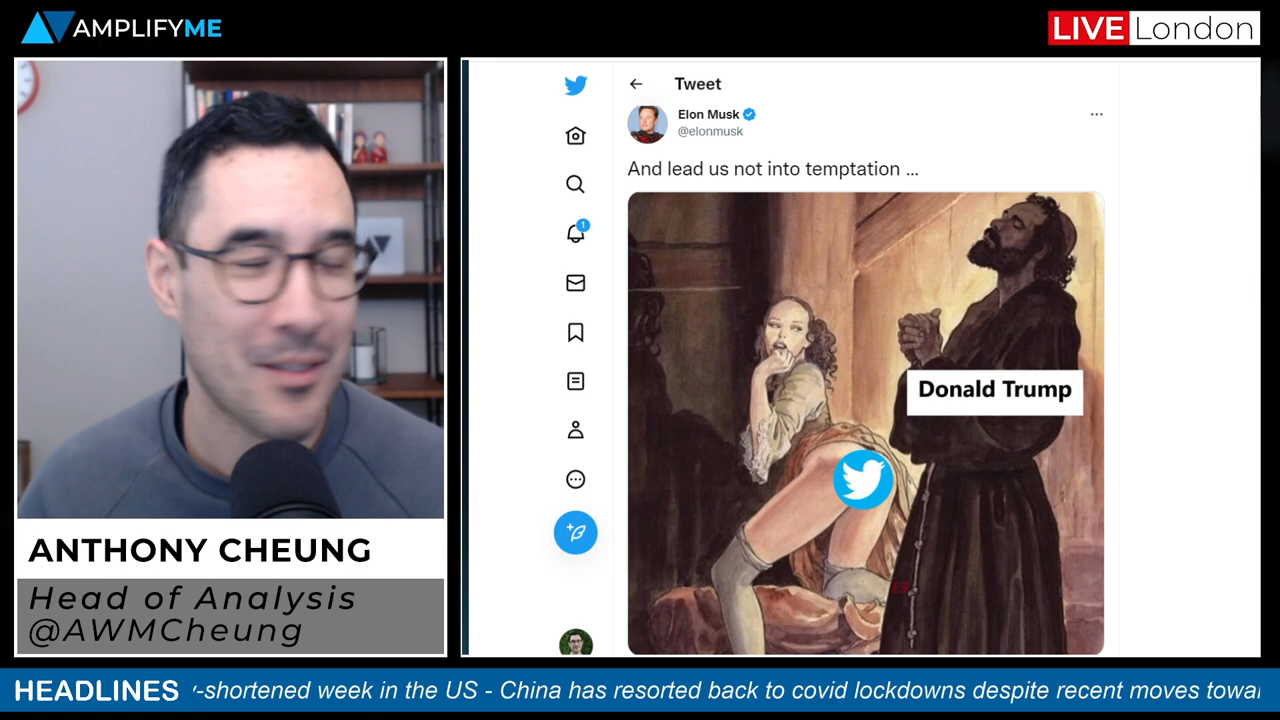 AMPLIFYME
LIVE London
Tweet
Elon Musk
@elonmusk
And lead us not into temptation ...
1
Donald Trump
ANTHONY CHEUNG
Head of Analysis
@AWMCheung
HEADLINES
-shortened week in the US - China has resorted back to covid lockdowns despite recent moves